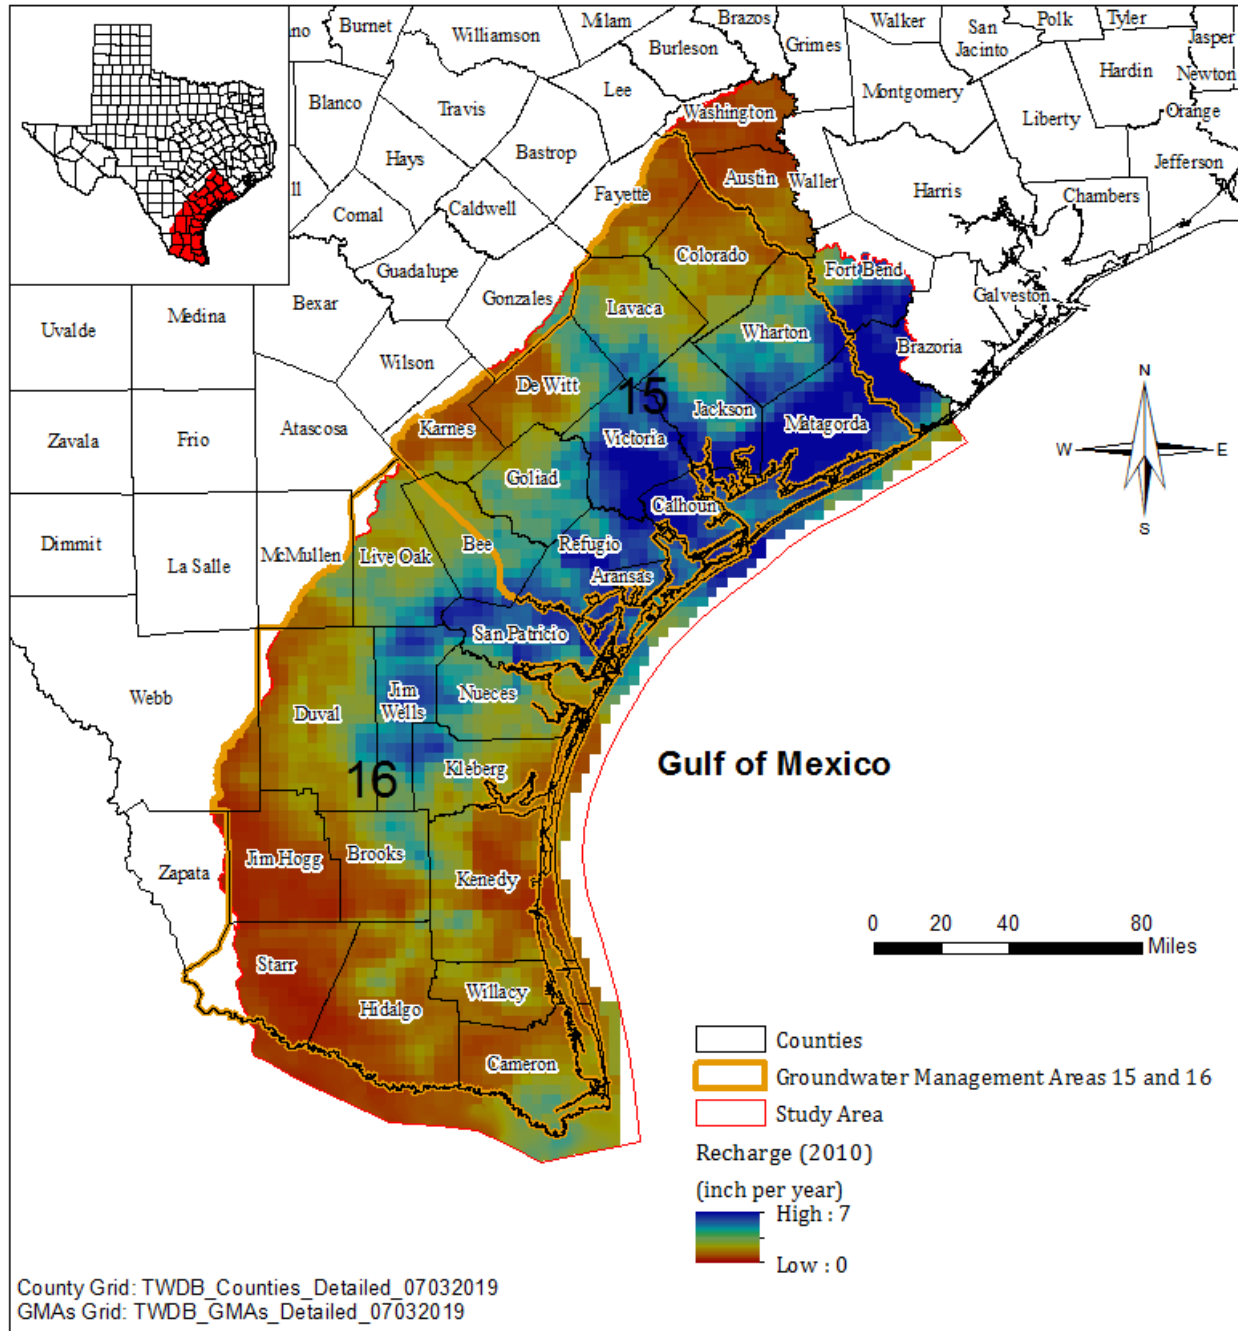 no
Burnet
Williamson
Milam
Brazos
Walker
Polk
Tyler
San
Jacinto
Jasper
Burleson
Grimes
Hardin
Newton
Blanco
Travis
Lee
Montgomery
Liberty
Orange
Washington
Hays
Bastrop
Jefferson
ll
Fayette
Austin
Waller
Harris
Chambers
Comal
Caldwell
Colorado
Guadalupe
Fort Bend
Bexar
Gonzales
Galveston
Uvalde
Medina
Lavaca
Wharton
Brazoria
Wilson
De Witt
15
Jackson
N
Zavala
Frio
Atascosa
Karnes
Victoria
Matagorda
W
E
Goliad
Calhoun
S
Dimmit
La Salle
McMullen
Live Oak
Bee
Refugio
Aransas
San Patricio
Webb
Duval
Jim
Wells
Nueces
16
Kleberg
Gulf of Mexico
Zapata
Jim Hogg
Brooks
Kenedy
0 20 40 80
Miles
Starr
Hidalgo
Willacy
Cameron
Counties
Groundwater Management Areas 15 and 16
Study Area
Recharge (2010)
(inch per year)
High : 7
Low : 0
County Grid: TWDB_Counties_Detailed_07032019
GMAs Grid: TWDB_GMAs_Detailed_07032019